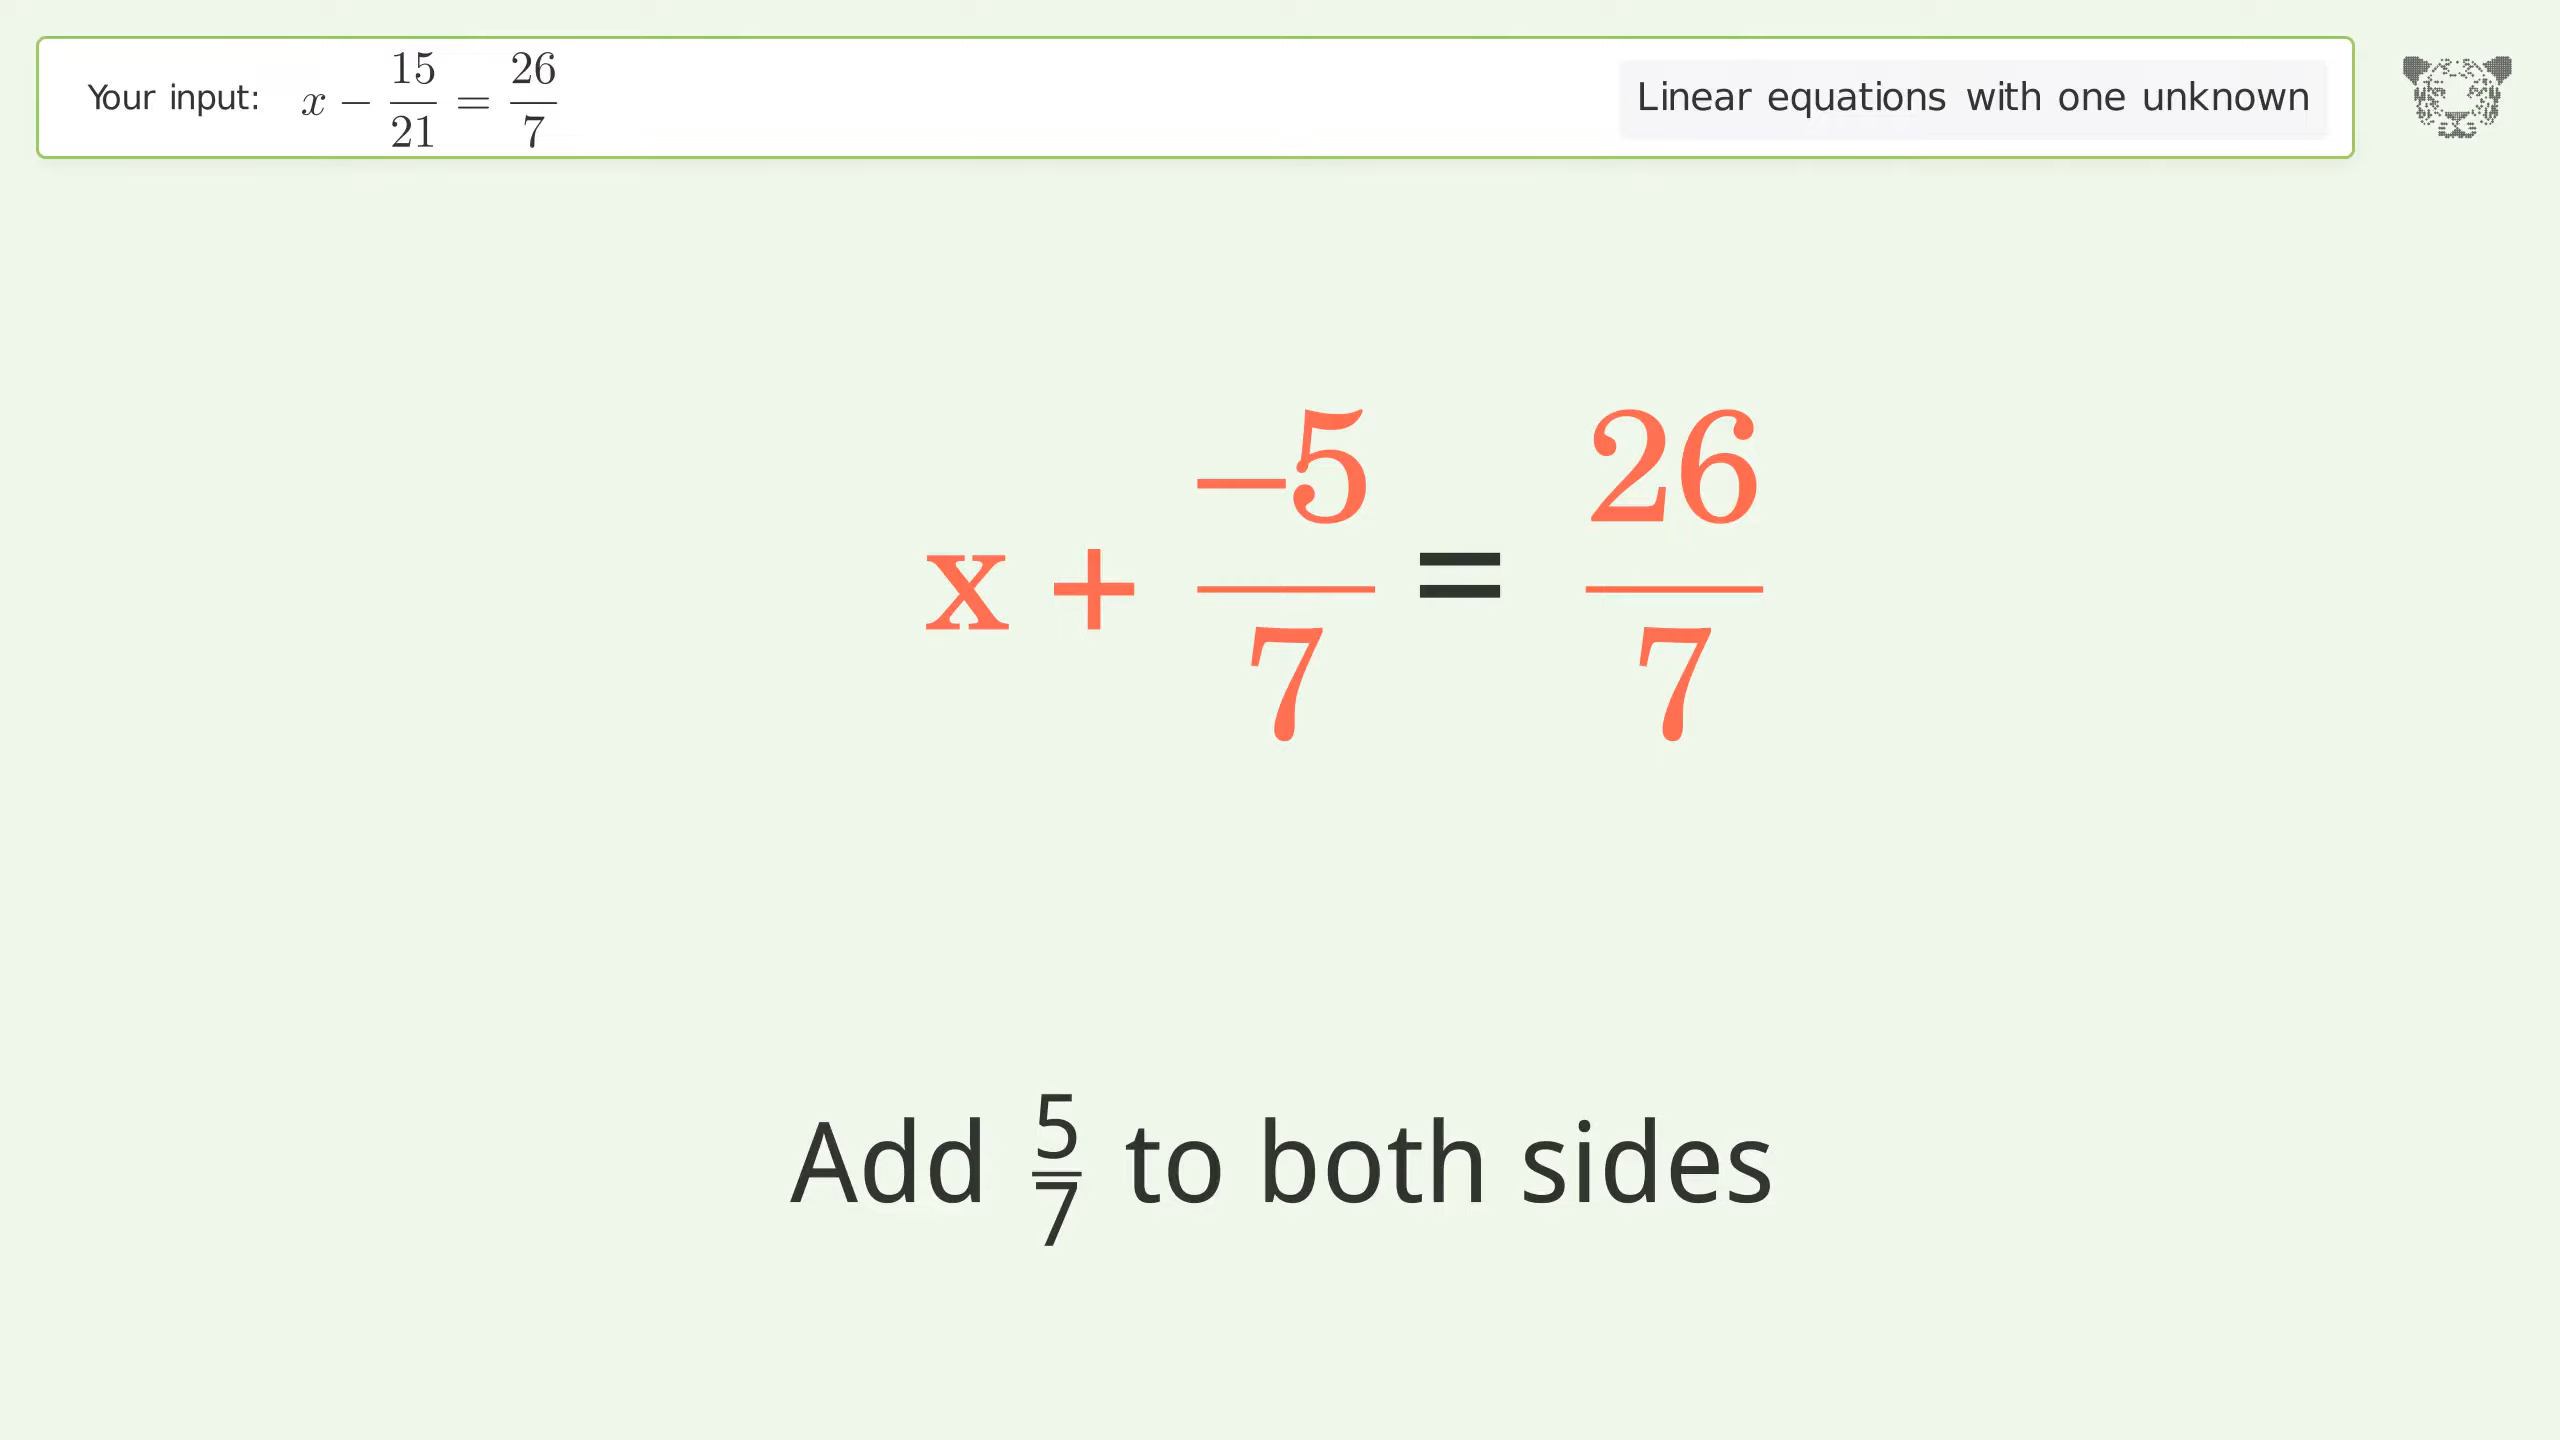 Your input: x − 15/21 = 26/7
Linear equations with one unknown
x + −5/7 = 26/7
Add 5/7 to both sides